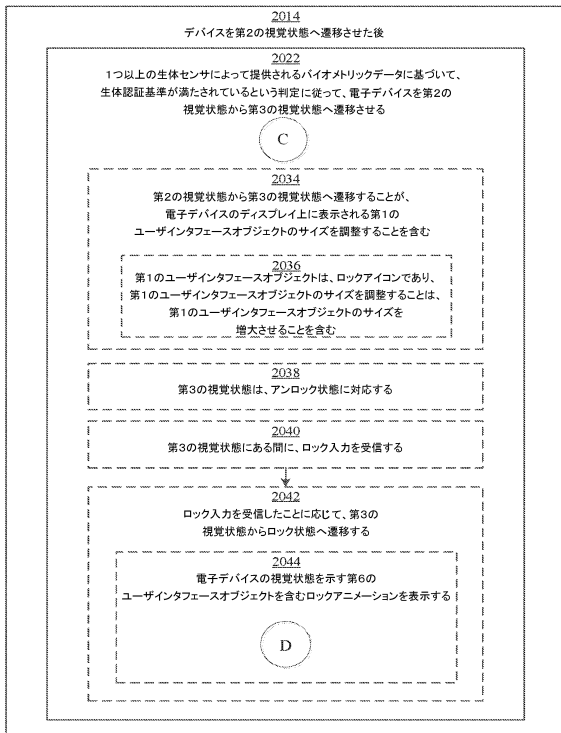 2014
デバイスを第2の視覚状態へ遷移させた後
2022
1つ以上の生体センサによって提供されるバイオメトリックデータに基づいて、
生体認証基準が満たされているという判定に従って、電子デバイスを第2の
視覚状態から第3の視覚状態へ遷移させる
C
2034
第2の視覚状態から第3の視覚状態へ遷移することが、
電子デバイスのディスプレイ上に表示される第1の
ユーザインタフェースオブジェクトのサイズを調整することを含む
2036
第1のユーザインタフェースオブジェクトは、ロックアイコンであり、
第1のユーザインタフェースオブジェクトのサイズを調整することは、
第1のユーザインタフェースオブジェクトのサイズを
増大させることを含む
2038
第3の視覚状態は、アンロック状態に対応する
2040
第3の視覚状態にある間に、ロック入力を受信する
2042
ロック入力を受信したことに応じて、第3の
視覚状態からロック状態へ遷移する
2044
電子デバイスの視覚状態を示す第6の
ユーザインタフェースオブジェクトを含むロックアニメーションを表示する
D